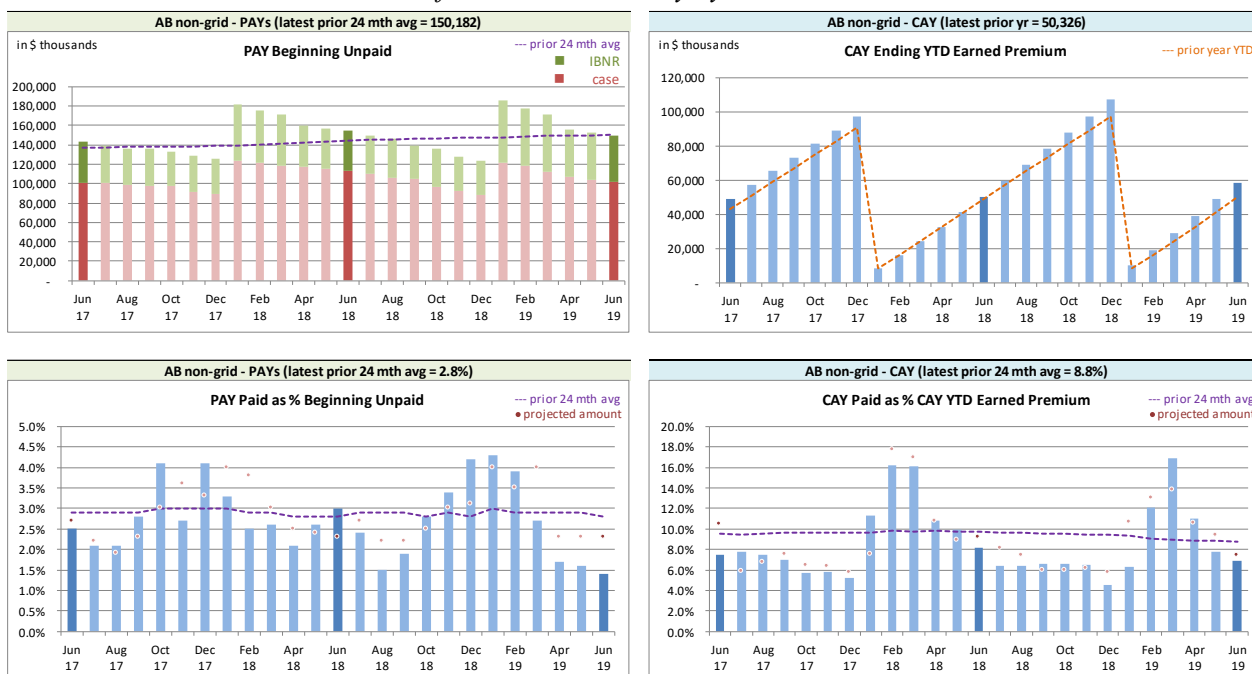 AB non-grid - PAYs (latest prior 24 mth avg = 150,182)
in $ thousands
PAY Beginning Unpaid
--- prior 24 mth avg
IBNR
case
200,000
180,000
160,000
140,000
120,000
100,000
80,000
60,000
40,000
20,000
-
Jun Aug Oct Dec Feb Apr Jun Aug Oct Dec Feb Apr Jun
17 17 17 17 18 18 18 18 18 18 19 19 19
AB non-grid - CAY (latest prior yr = 50,326)
in $ thousands
CAY Ending YTD Earned Premium
--- prior year YTD
120,000
100,000
80,000
60,000
40,000
20,000
-
Jun Aug Oct Dec Feb Apr Jun Aug Oct Dec Feb Apr Jun
17 17 17 17 18 18 18 18 18 18 19 19 19
AB non-grid - PAYs (latest prior 24 mth avg = 2.8%)
PAY Paid as % Beginning Unpaid
--- prior 24 mth avg
• projected amount
5.0%
4.5%
4.0%
3.5%
3.0%
2.5%
2.0%
1.5%
1.0%
0.5%
0.0%
Jun Aug Oct Dec Feb Apr Jun Aug Oct Dec Feb Apr Jun
17 17 17 17 18 18 18 18 18 18 19 19 19
AB non-grid - CAY (latest prior 24 mth avg = 8.8%)
CAY Paid as % CAY YTD Earned Premium
--- prior 24 mth avg
• projected amount
20.0%
18.0%
16.0%
14.0%
12.0%
10.0%
8.0%
6.0%
4.0%
2.0%
0.0%
Jun Aug Oct Dec Feb Apr Jun Aug Oct Dec Feb Apr Jun
17 17 17 17 18 18 18 18 18 18 19 19 19